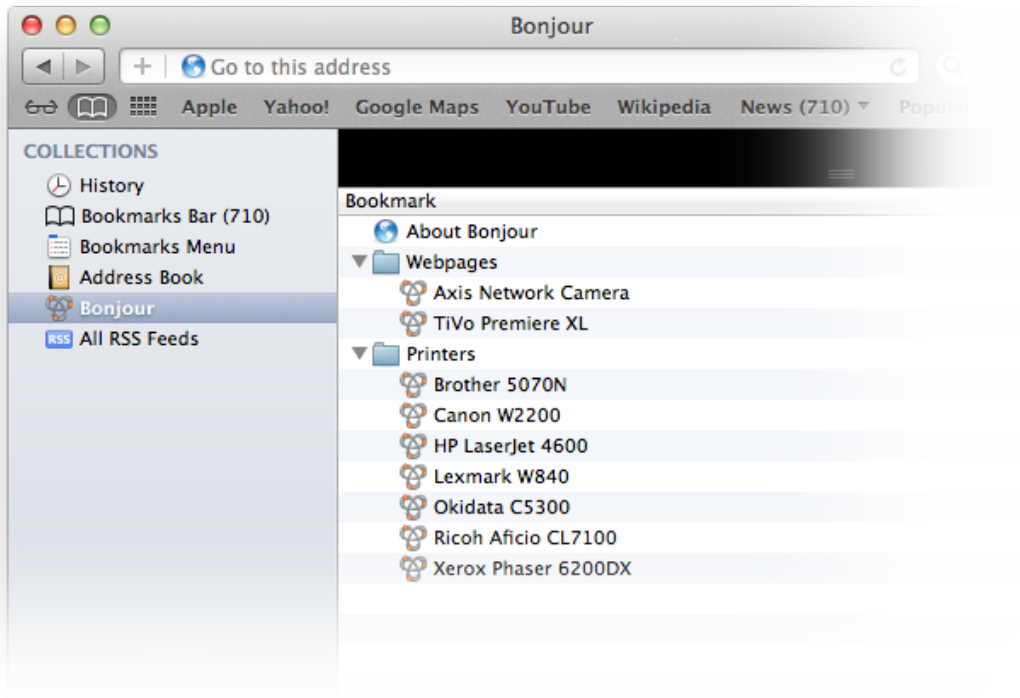 Bonjour
Go to this address
Apple Yahoo! Google Maps YouTube Wikipedia News (710) Popular
COLLECTIONS
History
Bookmarks Bar (710)
Bookmarks Menu
Address Book
Bonjour
RSS All RSS Feeds
Bookmark
About Bonjour
Webpages
Axis Network Camera
TiVo Premiere XL
Printers
Brother 5070N
Canon W2200
HP LaserJet 4600
Lexmark W840
Okidata C5300
Ricoh Aficio CL7100
Xerox Phaser 6200DX